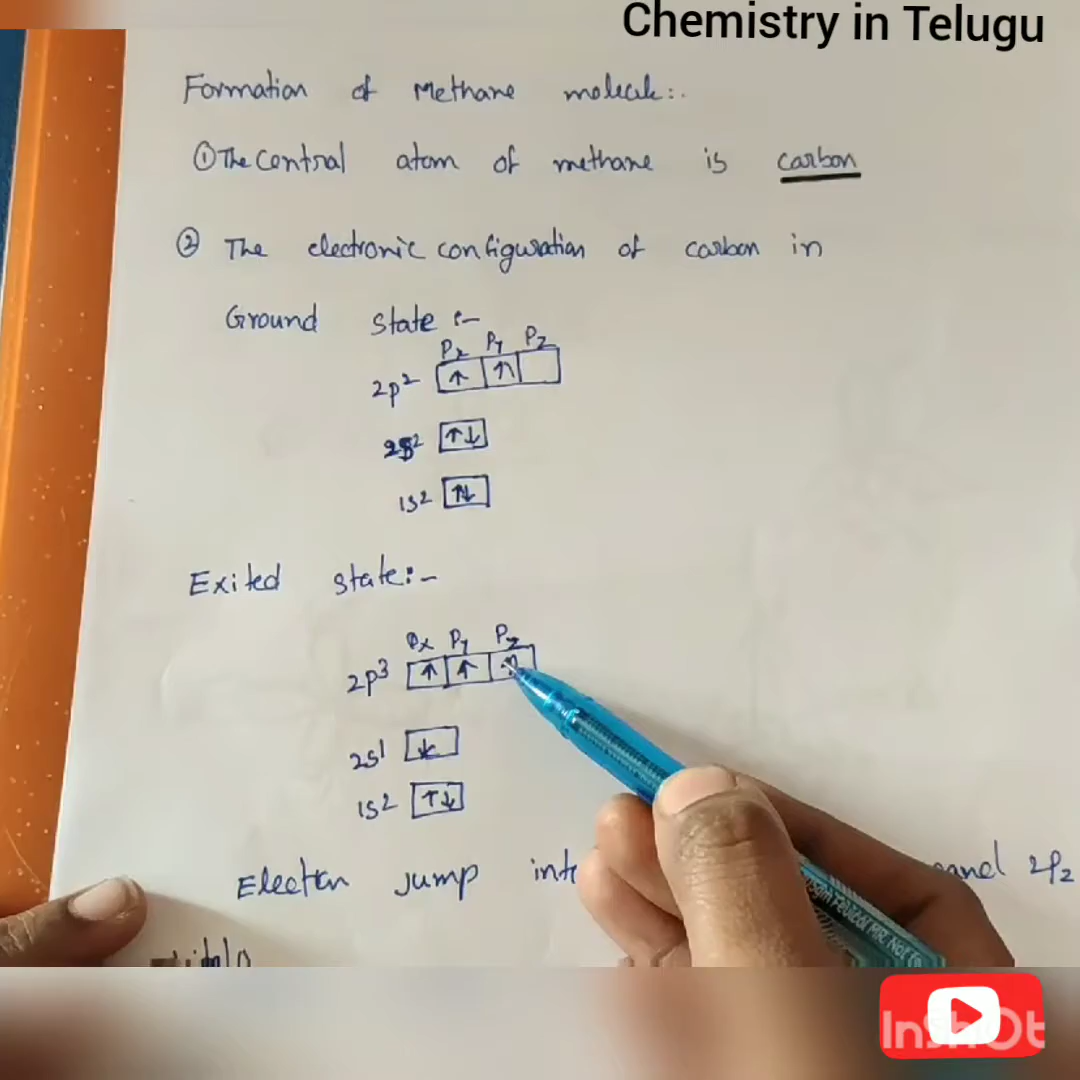 Chemistry in Telugu
Formation of Methane molecule:.
① The Central atom of methane is carbon
② The electronic configuration of carbon in
Ground state :-
Px Py Pz
2p² ↑ ↑
2s² ↑↓
1s² ↑↓
Exited state:-
Px Py Pz
2p³ ↑ ↑ ↑
2s¹ ↓
1s² ↑↓
Electron jump and 2Pz
InShOt